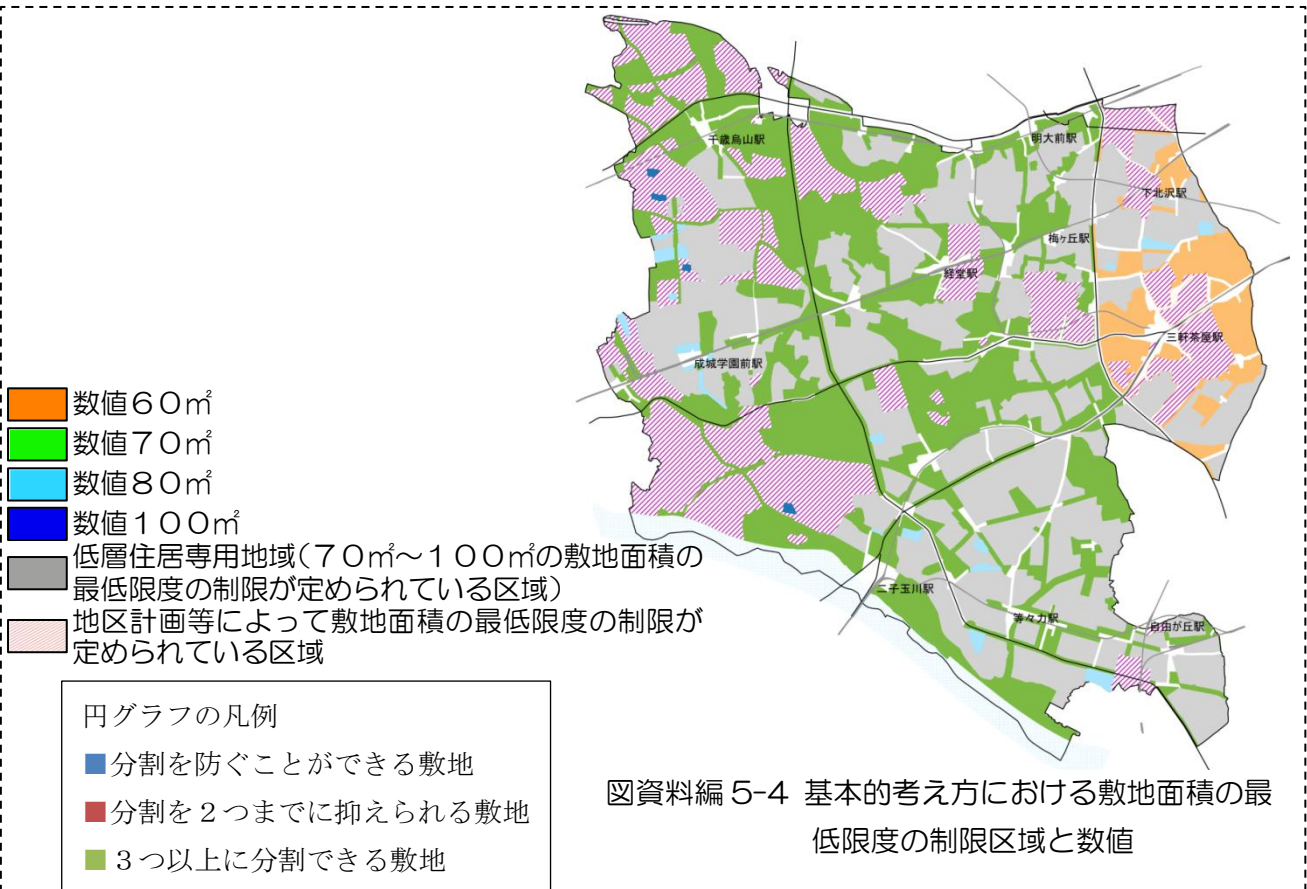 千歳烏山駅
明大前駅
下北沢駅
梅ヶ丘駅
経堂駅
三軒茶屋駅
成城学園前駅
二子玉川駅
等々力駅
自由が丘駅
数値60㎡
数値70㎡
数値80㎡
数値100㎡
低層住居専用地域(70㎡~100㎡の敷地面積の
最低限度の制限が定められている区域)
地区計画等によって敷地面積の最低限度の制限が
定められている区域
円グラフの凡例
■分割を防ぐことができる敷地
■分割を2つまでに抑えられる敷地
■3つ以上に分割できる敷地
図資料編5-4 基本的考え方における敷地面積の最
低限度の制限区域と数値